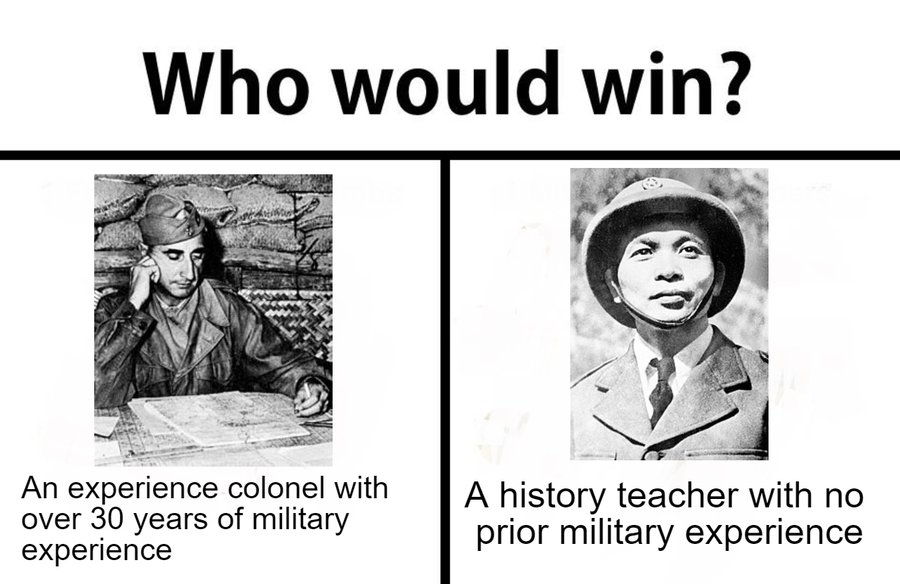 Who would win?
An experience colonel with
over 30 years of military
experience
A history teacher with no
prior military experience